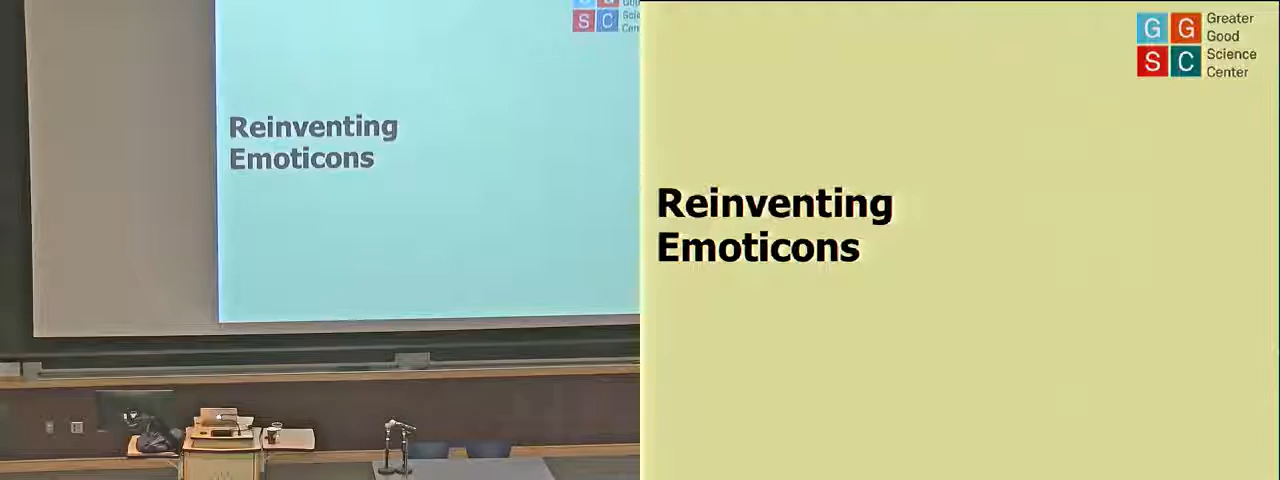 Reinventing
Emoticons
S C
G G
S C
Greater
Good
Science
Center
Reinventing
Emoticons